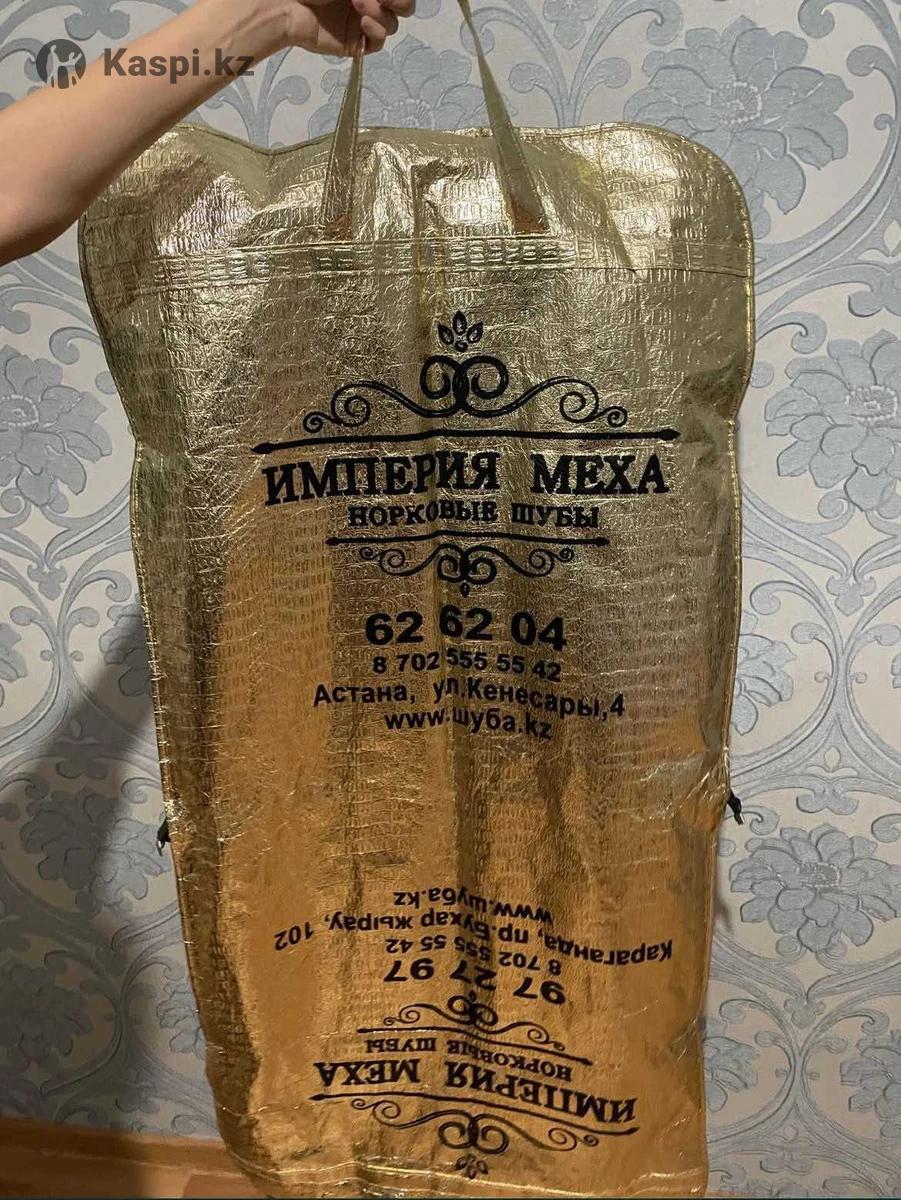 Kaspi.kz
ИМПЕРИЯ МЕХА
НОРКОВЫЕ ШУБЫ
62 62 04
8 702 555 55 42
Астана, ул.Кенесары,4
www.шуба.kz
ИМПЕРИЯ МЕХА
НОРКОВЫЕ ШУБЫ
97 27 97
8 702 555 55 42
Караганда, пр.Бухар жырау, 102
www.шуба.kz